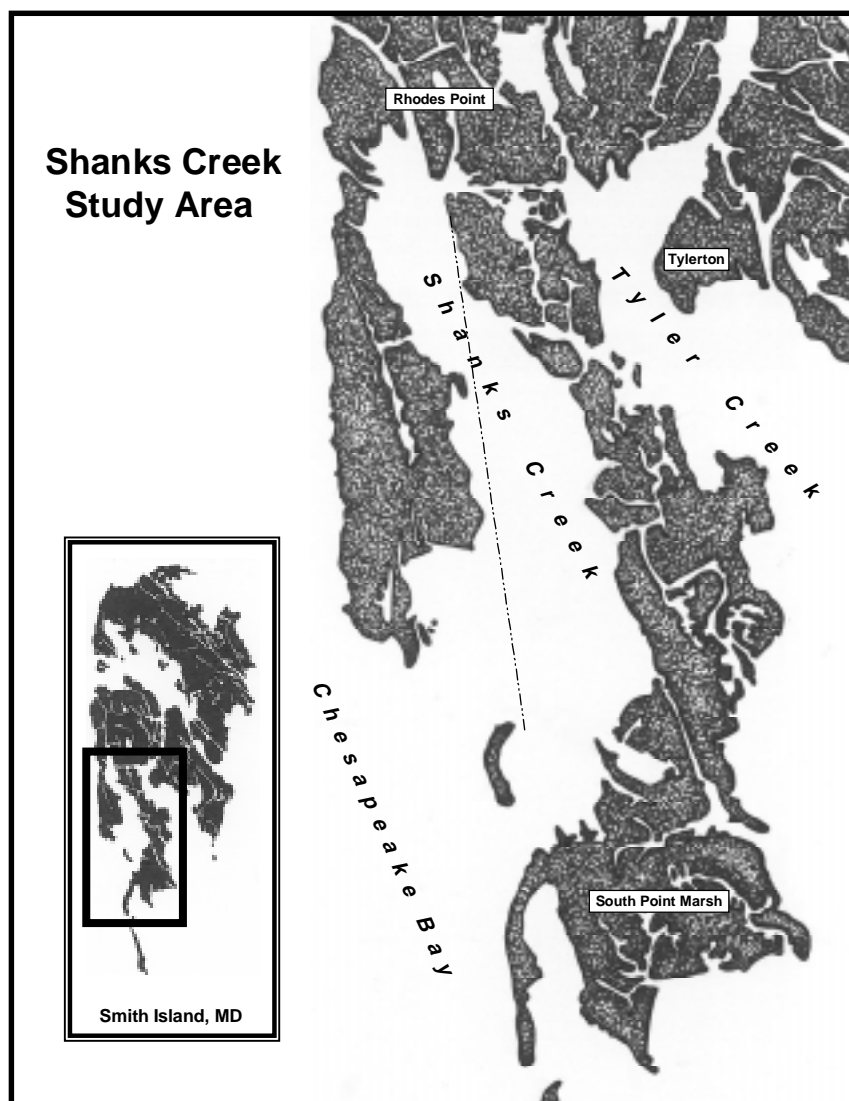 Shanks Creek
Study Area
Rhodes Point
Tylerton
Shanks Creek
Tyler Creek
Chesapeake Bay
South Point Marsh
Smith Island, MD